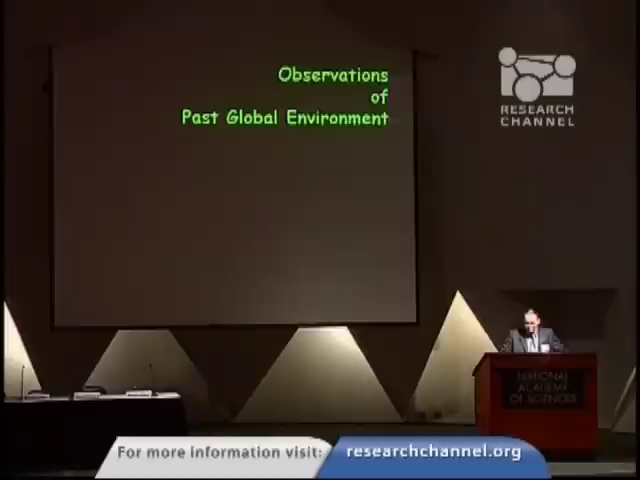 Observations
of
Past Global Environment
RESEARCH
CHANNEL
NATIONAL
ACADEMY
OF SCIENCES
For more information visit:
researchchannel.org